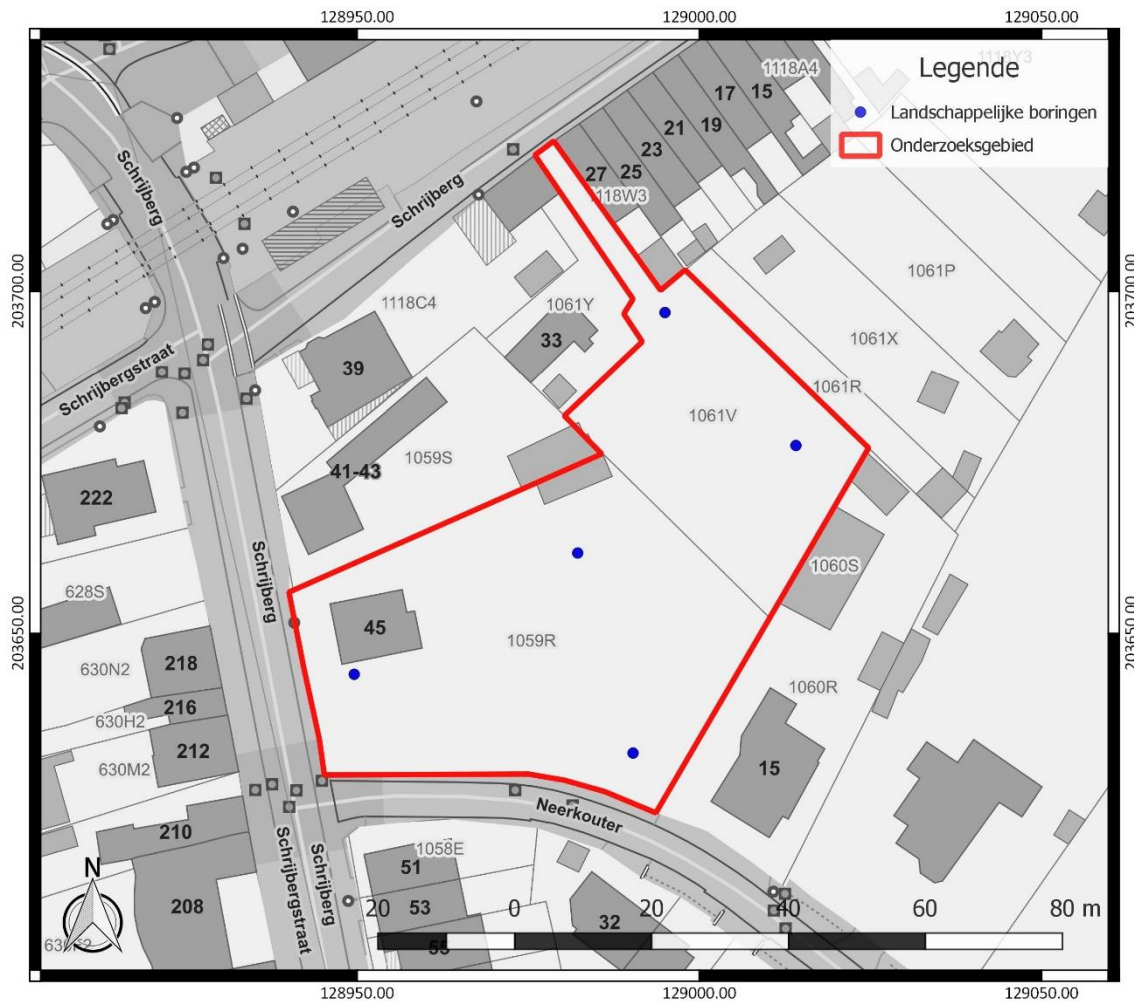 128950.00
129000.00
129050.00
1118Y3
Legende
Landschappelijke boringen
Onderzoeksgebied
1118A4
17
15
21
19
23
27
25
1118W3
Schrijberg
Schrijberg
203700.00
203700.00
1061P
1118C4
1061Y
33
1061X
39
1061R
Schrijbergstraat
1061V
1059S
41-43
222
1060S
Schrijberg
628S
45
1059R
203650.00
203650.00
218
630N2
216
1060R
630H2
212
630M2
15
Neerkouter
210
1058E
51
Schrijbergstraat
Schrijberg
N
208
53
32
55
20
0
20
40
60
80 m
128950.00
129000.00
129050.00